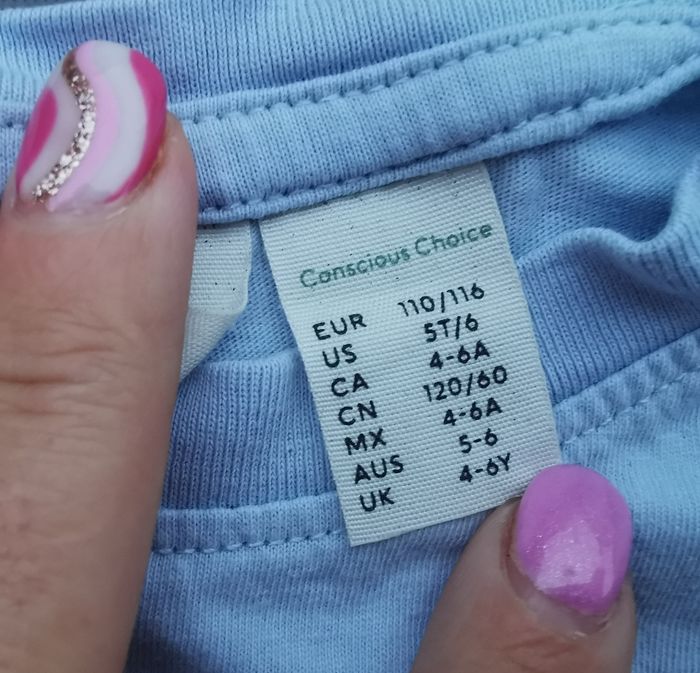 Conscious Choice
EUR 110/116
US 5T/6
CA 4-6A
CN 120/60
MX 4-6A
AUS 5-6
UK 4-6Y